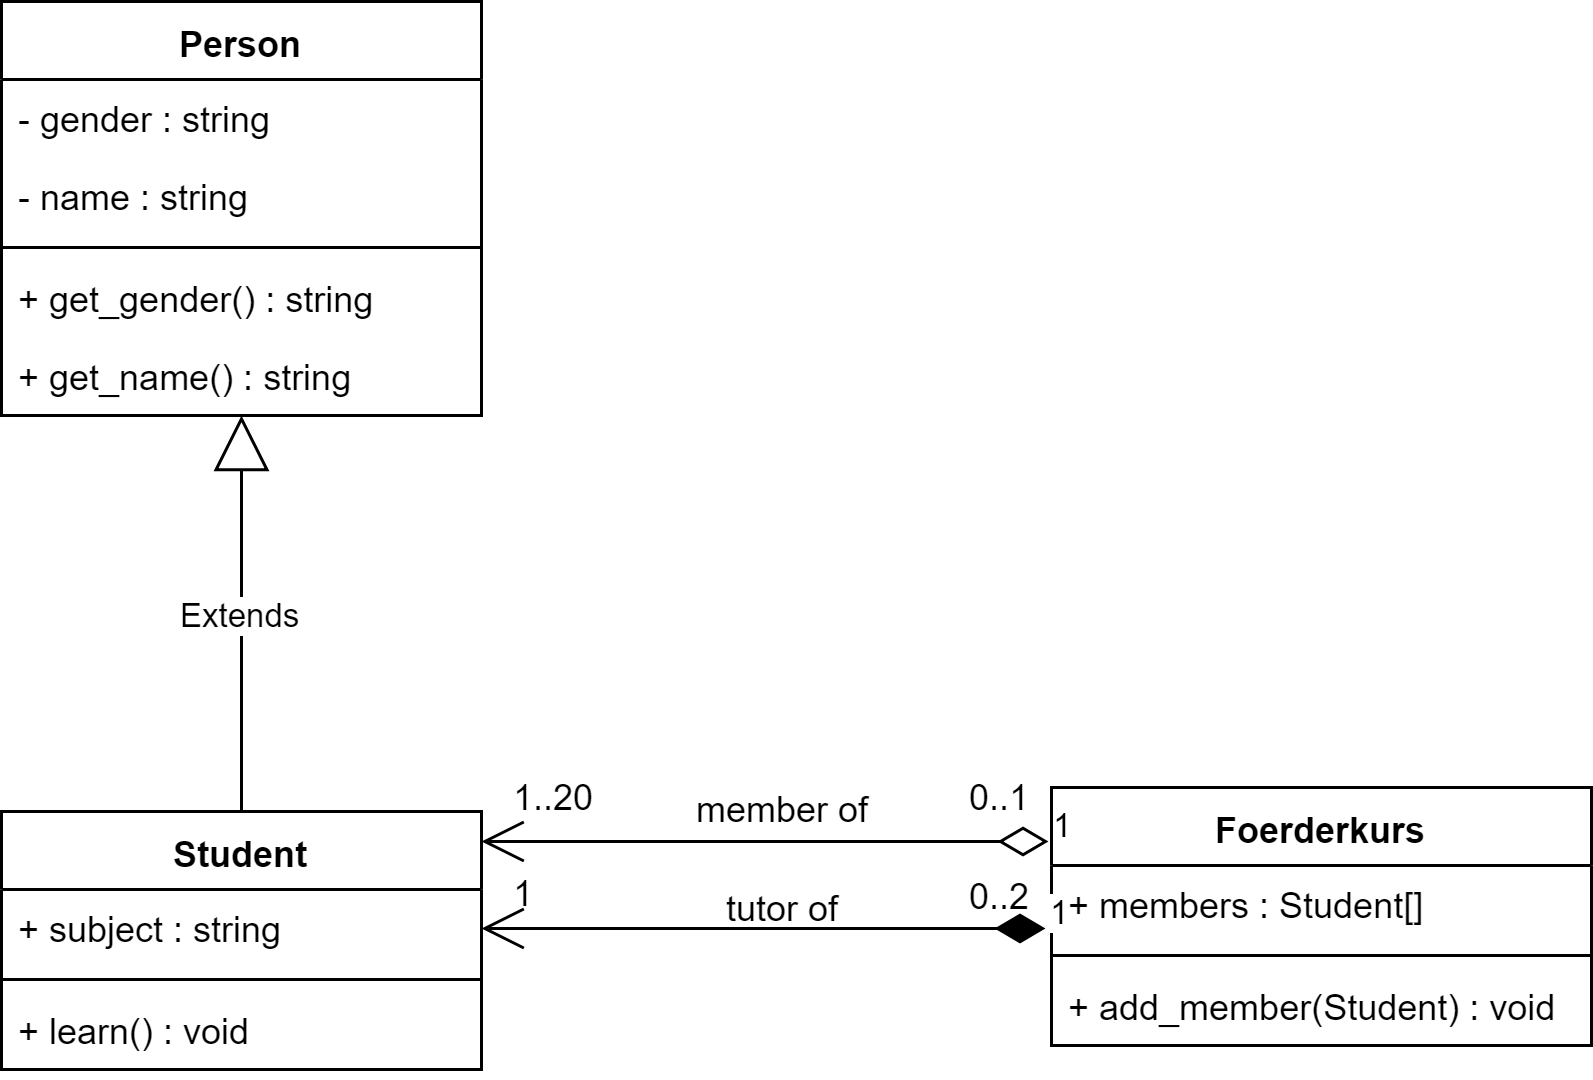 Person
- gender : string
- name : string
+ get_gender() : string
+ get_name() : string
Extends
Student
+ subject : string
+ learn() : void
1..20
member of
0..1
1
1
tutor of
0..2
1
Foerderkurs
+ members : Student[]
+ add_member(Student) : void